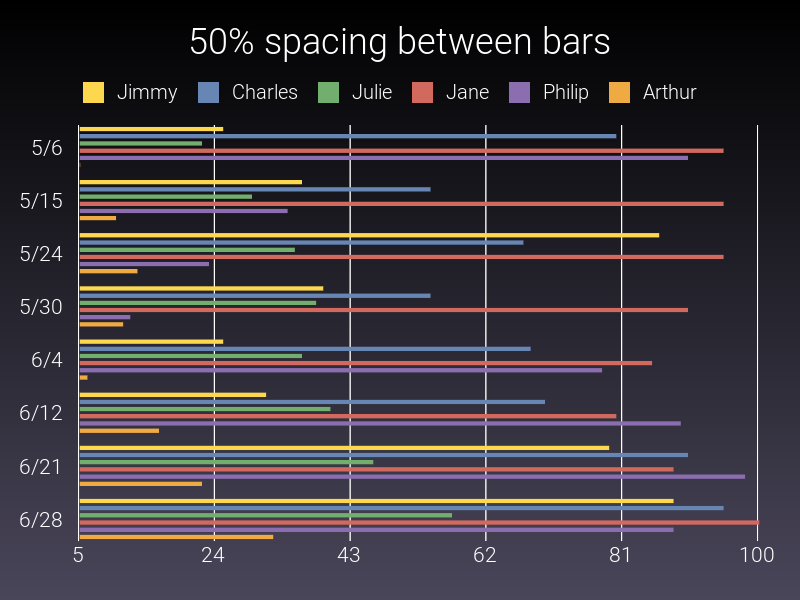 50% spacing between bars
Jimmy Charles Julie Jane Philip Arthur
5/6
5/15
5/24
5/30
6/4
6/12
6/21
6/28
5 24 43 62 81 100